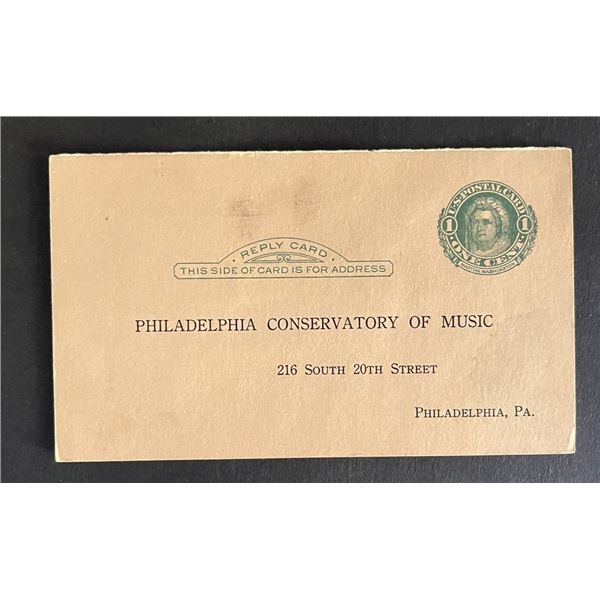 U.S. POSTAL CARD
1 1
ONE CENT
MARTHA WASHINGTON
REPLY CARD
THIS SIDE OF CARD IS FOR ADDRESS
PHILADELPHIA CONSERVATORY OF MUSIC
216 SOUTH 20TH STREET
PHILADELPHIA, PA.